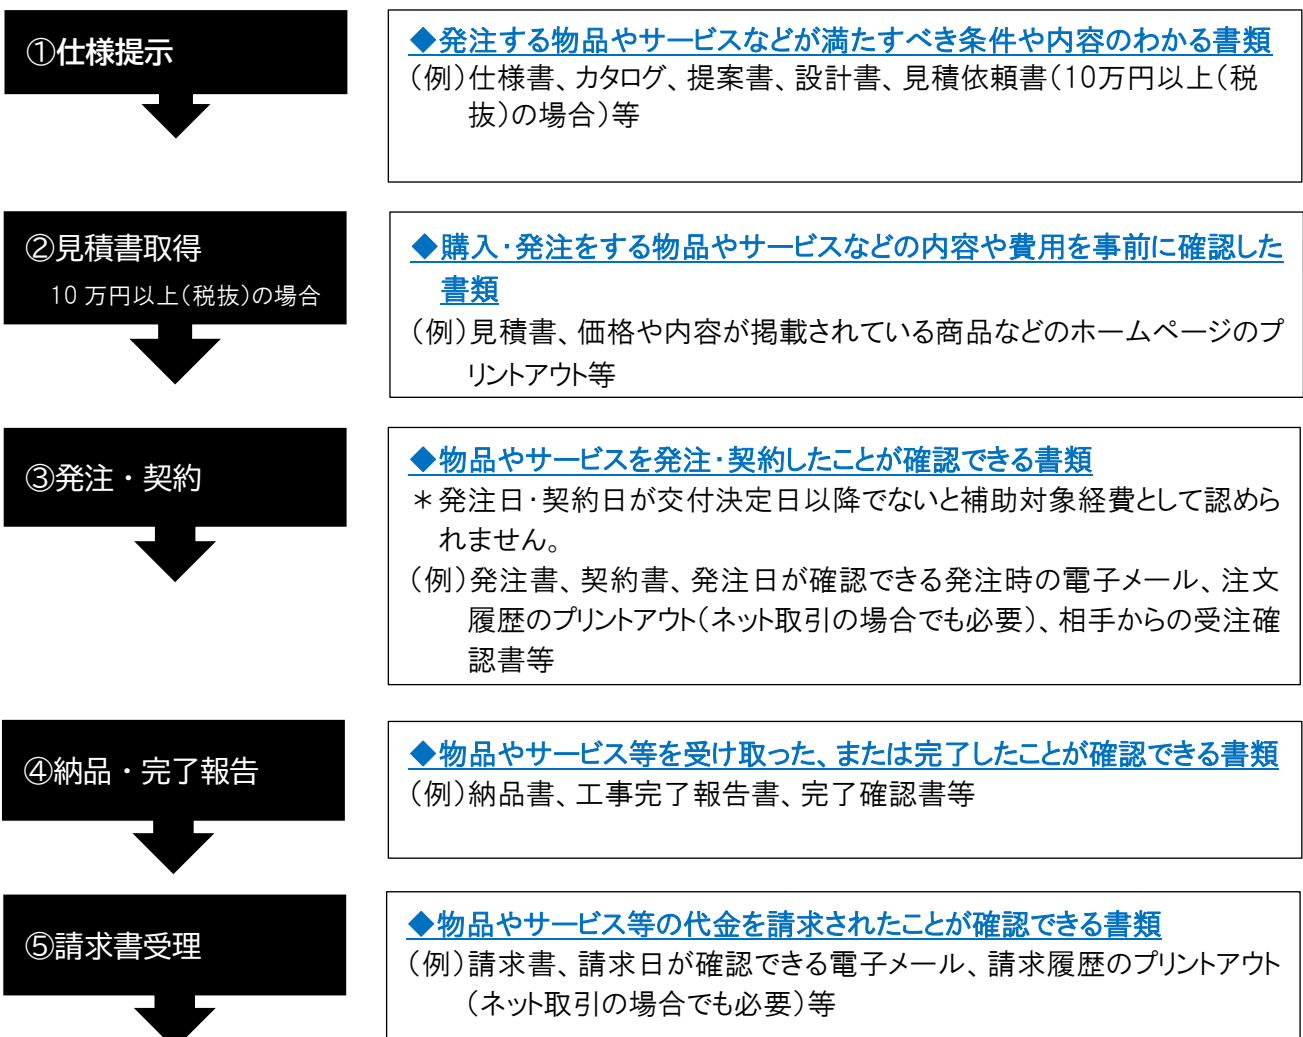 ①仕様提示
◆発注する物品やサービスなどが満たすべき条件や内容のわかる書類
（例）仕様書、カタログ、提案書、設計書、見積依頼書（10万円以上（税
抜）の場合）等
②見積書取得
10万円以上（税抜）の場合
◆購入・発注をする物品やサービスなどの内容や費用を事前に確認した
書類
（例）見積書、価格や内容が掲載されている商品などのホームページのプ
リントアウト等
③発注・契約
◆物品やサービスを発注・契約したことが確認できる書類
＊発注日・契約日が交付決定日以降でないと補助対象経費として認めら
れません。
（例）発注書、契約書、発注日が確認できる発注時の電子メール、注文
履歴のプリントアウト（ネット取引の場合でも必要）、相手からの受注確
認書等
④納品・完了報告
◆物品やサービス等を受け取った、または完了したことが確認できる書類
（例）納品書、工事完了報告書、完了確認書等
⑤請求書受理
◆物品やサービス等の代金を請求されたことが確認できる書類
（例）請求書、請求日が確認できる電子メール、請求履歴のプリントアウト
（ネット取引の場合でも必要）等